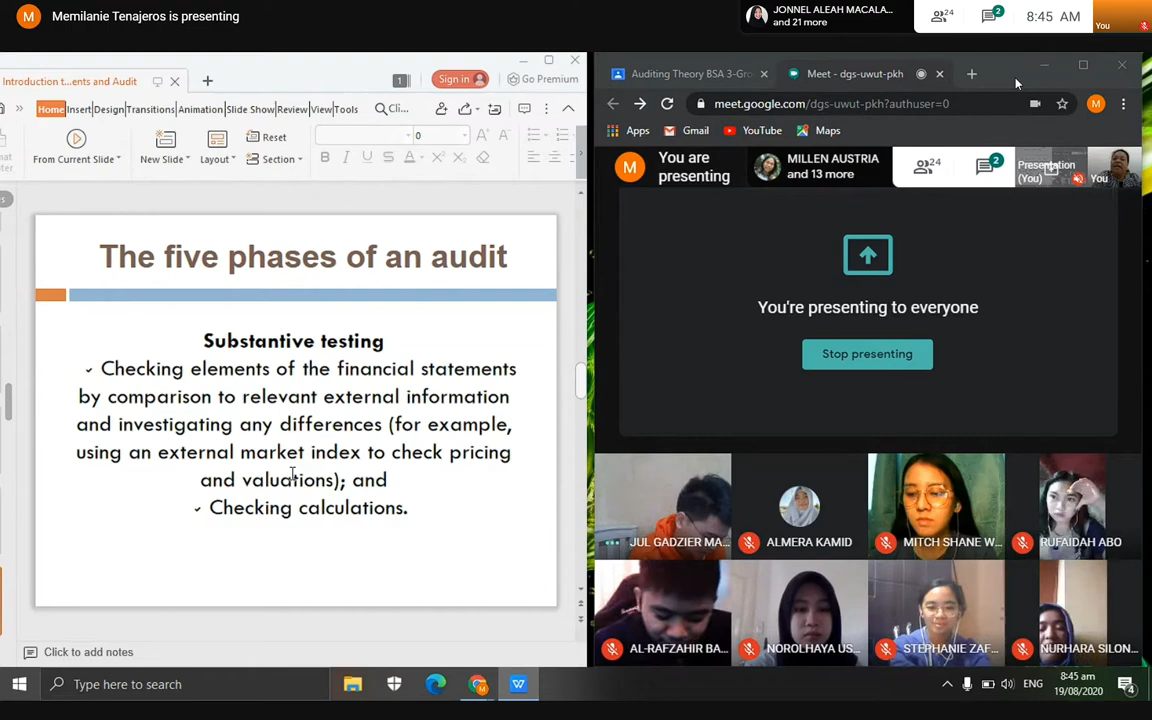 M Memilanie Tenajeros is presenting
JONNEL ALEAH MACALA...
and 21 more
24
2
8:45 AM
You
Introduction t...ents and Audit
1
Sign in
Go Premium
Home Insert Design Transitions Animation Slide Show Review View Tools
Cli...
From Current Slide
New Slide
Layout
Reset
Section
0
B I U S A X² X₂
The five phases of an audit
Substantive testing
✓ Checking elements of the financial statements
by comparison to relevant external information
and investigating any differences (for example,
using an external market index to check pricing
and valuations); and
✓ Checking calculations.
Click to add notes
Auditing Theory BSA 3-Gro
Meet - dgs-uwut-pkh
meet.google.com/dgs-uwut-pkh?authuser=0
M
Apps
Gmail
YouTube
Maps
M
You are
presenting
MILLEN AUSTRIA
and 13 more
24
2
Presentation
(You)
You
You're presenting to everyone
Stop presenting
JUL GADZIER MA...
ALMERA KAMID
MITCH SHANE W...
RUFAIDAH ABO
AL-RAFZAHIR BA...
NOROLHAYA US...
STEPHANIE ZAF...
NURHARA SILON...
Type here to search
ENG
8:45 am
19/08/2020
4